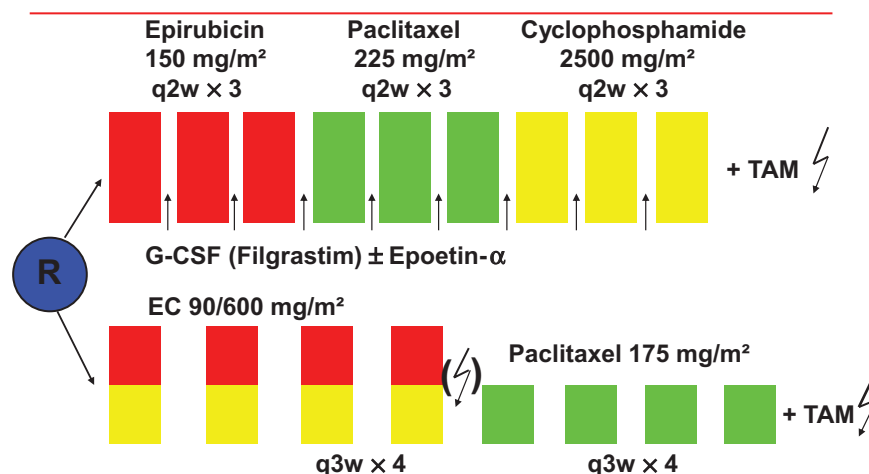 Epirubicin Paclitaxel Cyclophosphamide
150 mg/m² 225 mg/m² 2500 mg/m²
q2w × 3 q2w × 3 q2w × 3
+ TAM
R
G-CSF (Filgrastim) ± Epoetin-α
EC 90/600 mg/m²
Paclitaxel 175 mg/m²
( )
+ TAM
q3w × 4 q3w × 4